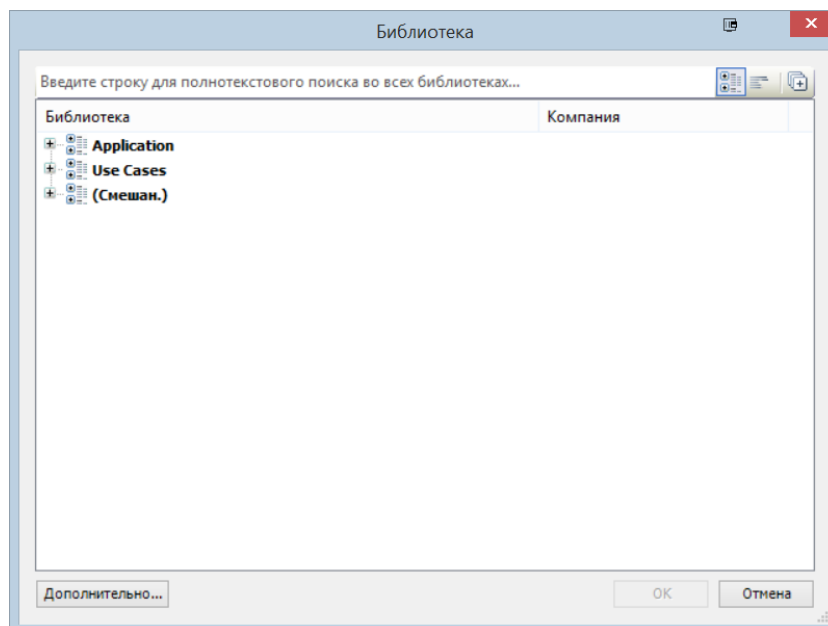 Библиотека
Введите строку для полнотекстового поиска во всех библиотеках...
Библиотека Компания
Application
Use Cases
(Смешан.)
Дополнительно... OK Отмена